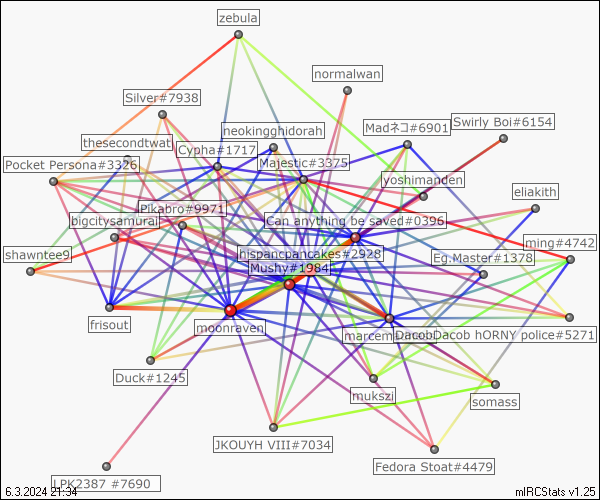 zebula
normalwan
Silver#7938
Swirly Boi#6154
Madネコ#6901
neokingghidorah
thesecondtwat
Cypha#1717
Majestic#3375
Pocket Persona#3326
yoshimanden
eliakith
Pikabro#9971
bigcitysamurai
Can anything be saved#0396
ming#4742
shawntee9
hispancpancakes#2928
Eg.Master#1378
Mushy#1984
frisout
moonraven
marcem
DacobDacob hORNY police#5271
Duck#1245
mukszi
somass
JKOUYH VIII#7034
Fedora Stoat#4479
LPK2387 #7690
6.3.2024 21:34
mIRCStats v1.25